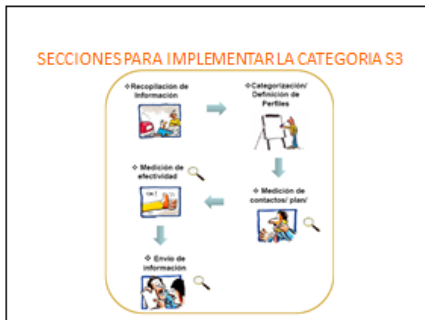 SECCIONES PARA IMPLEMENTAR LA CATEGORIA S3
❖Recopilación de
Información
❖Categorización/
Definición de
Perfiles
❖ Medición de
efectividad
❖ Medición de
contactos/ plan/
❖ Envío de
información